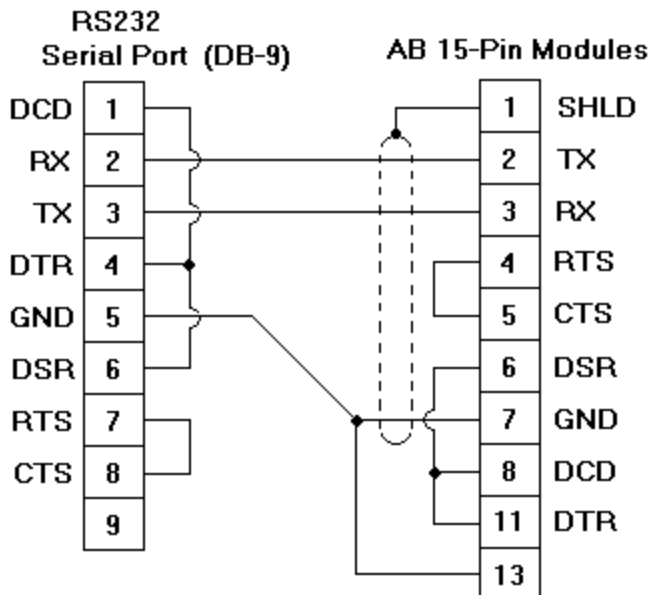 RS232
Serial Port (DB-9)
AB 15-Pin Modules
DCD 1
RX 2
TX 3
DTR 4
GND 5
DSR 6
RTS 7
CTS 8
9
1 SHLD
2 TX
3 RX
4 RTS
5 CTS
6 DSR
7 GND
8 DCD
11 DTR
13